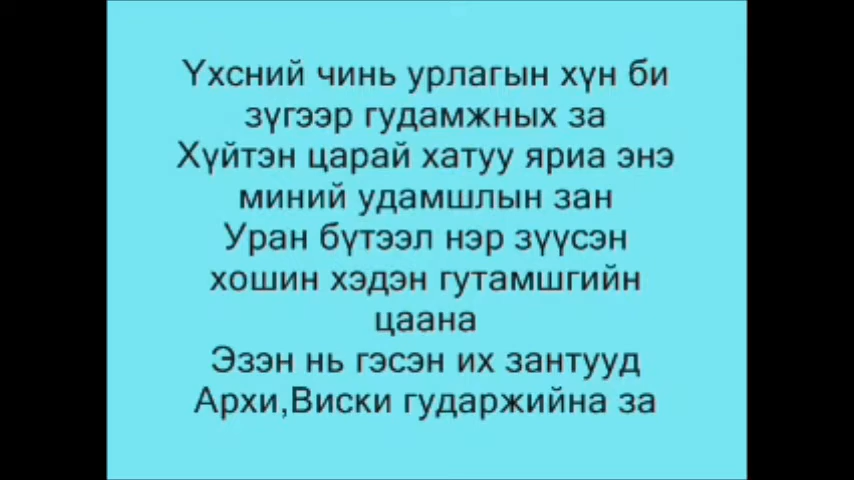 Үхсний чинь урлагын хүн би
зүгээр гудамжных за
Хүйтэн царай хатуу яриа энэ
миний удамшлын зан
Уран бүтээл нэр зүүсэн
хошин хэдэн гутамшгийн
цаана
Эзэн нь гэсэн их зантууд
Архи,Виски гударжийна за